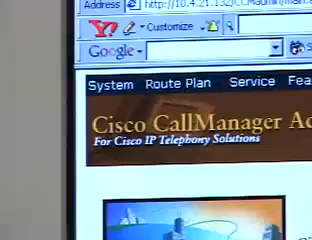 Address http://10.4.21.132/CCMadmin/main.
Y! Customize
Google
System Route Plan Service Fea
Cisco CallManager Ad
For Cisco IP Telephony Solutions